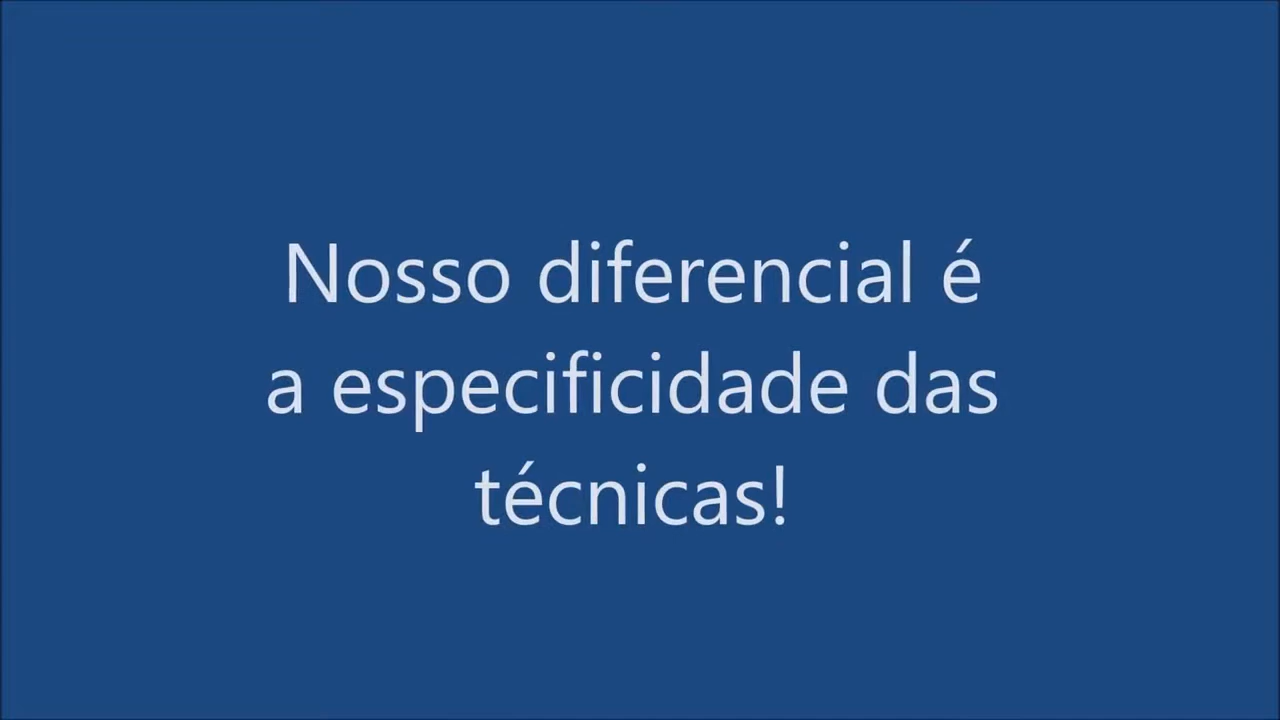 Nosso diferencial é
a especificidade das
técnicas!